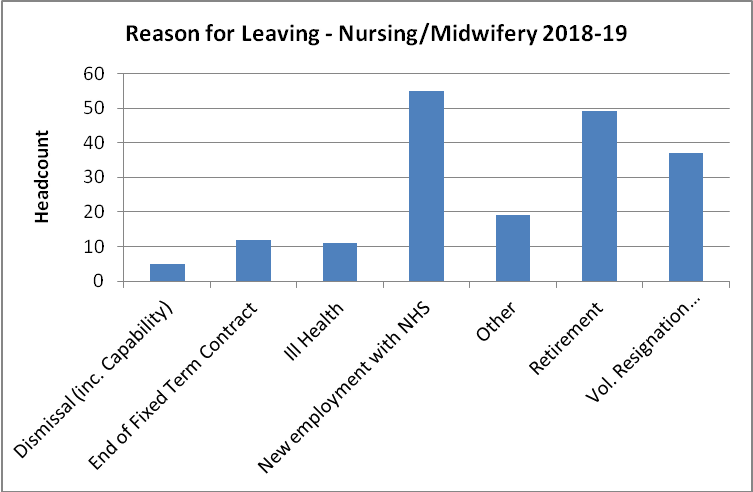 Reason for Leaving - Nursing/Midwifery 2018-19
Headcount
60
50
40
30
20
10
0
Dismissal (inc. Capability)
End of Fixed Term Contract
Ill Health
New employment with NHS
Other
Retirement
Vol. Resignation...